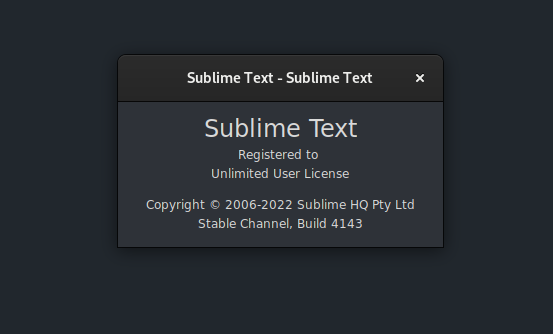 Sublime Text - Sublime Text
Sublime Text
Registered to
Unlimited User License
Copyright © 2006-2022 Sublime HQ Pty Ltd
Stable Channel, Build 4143